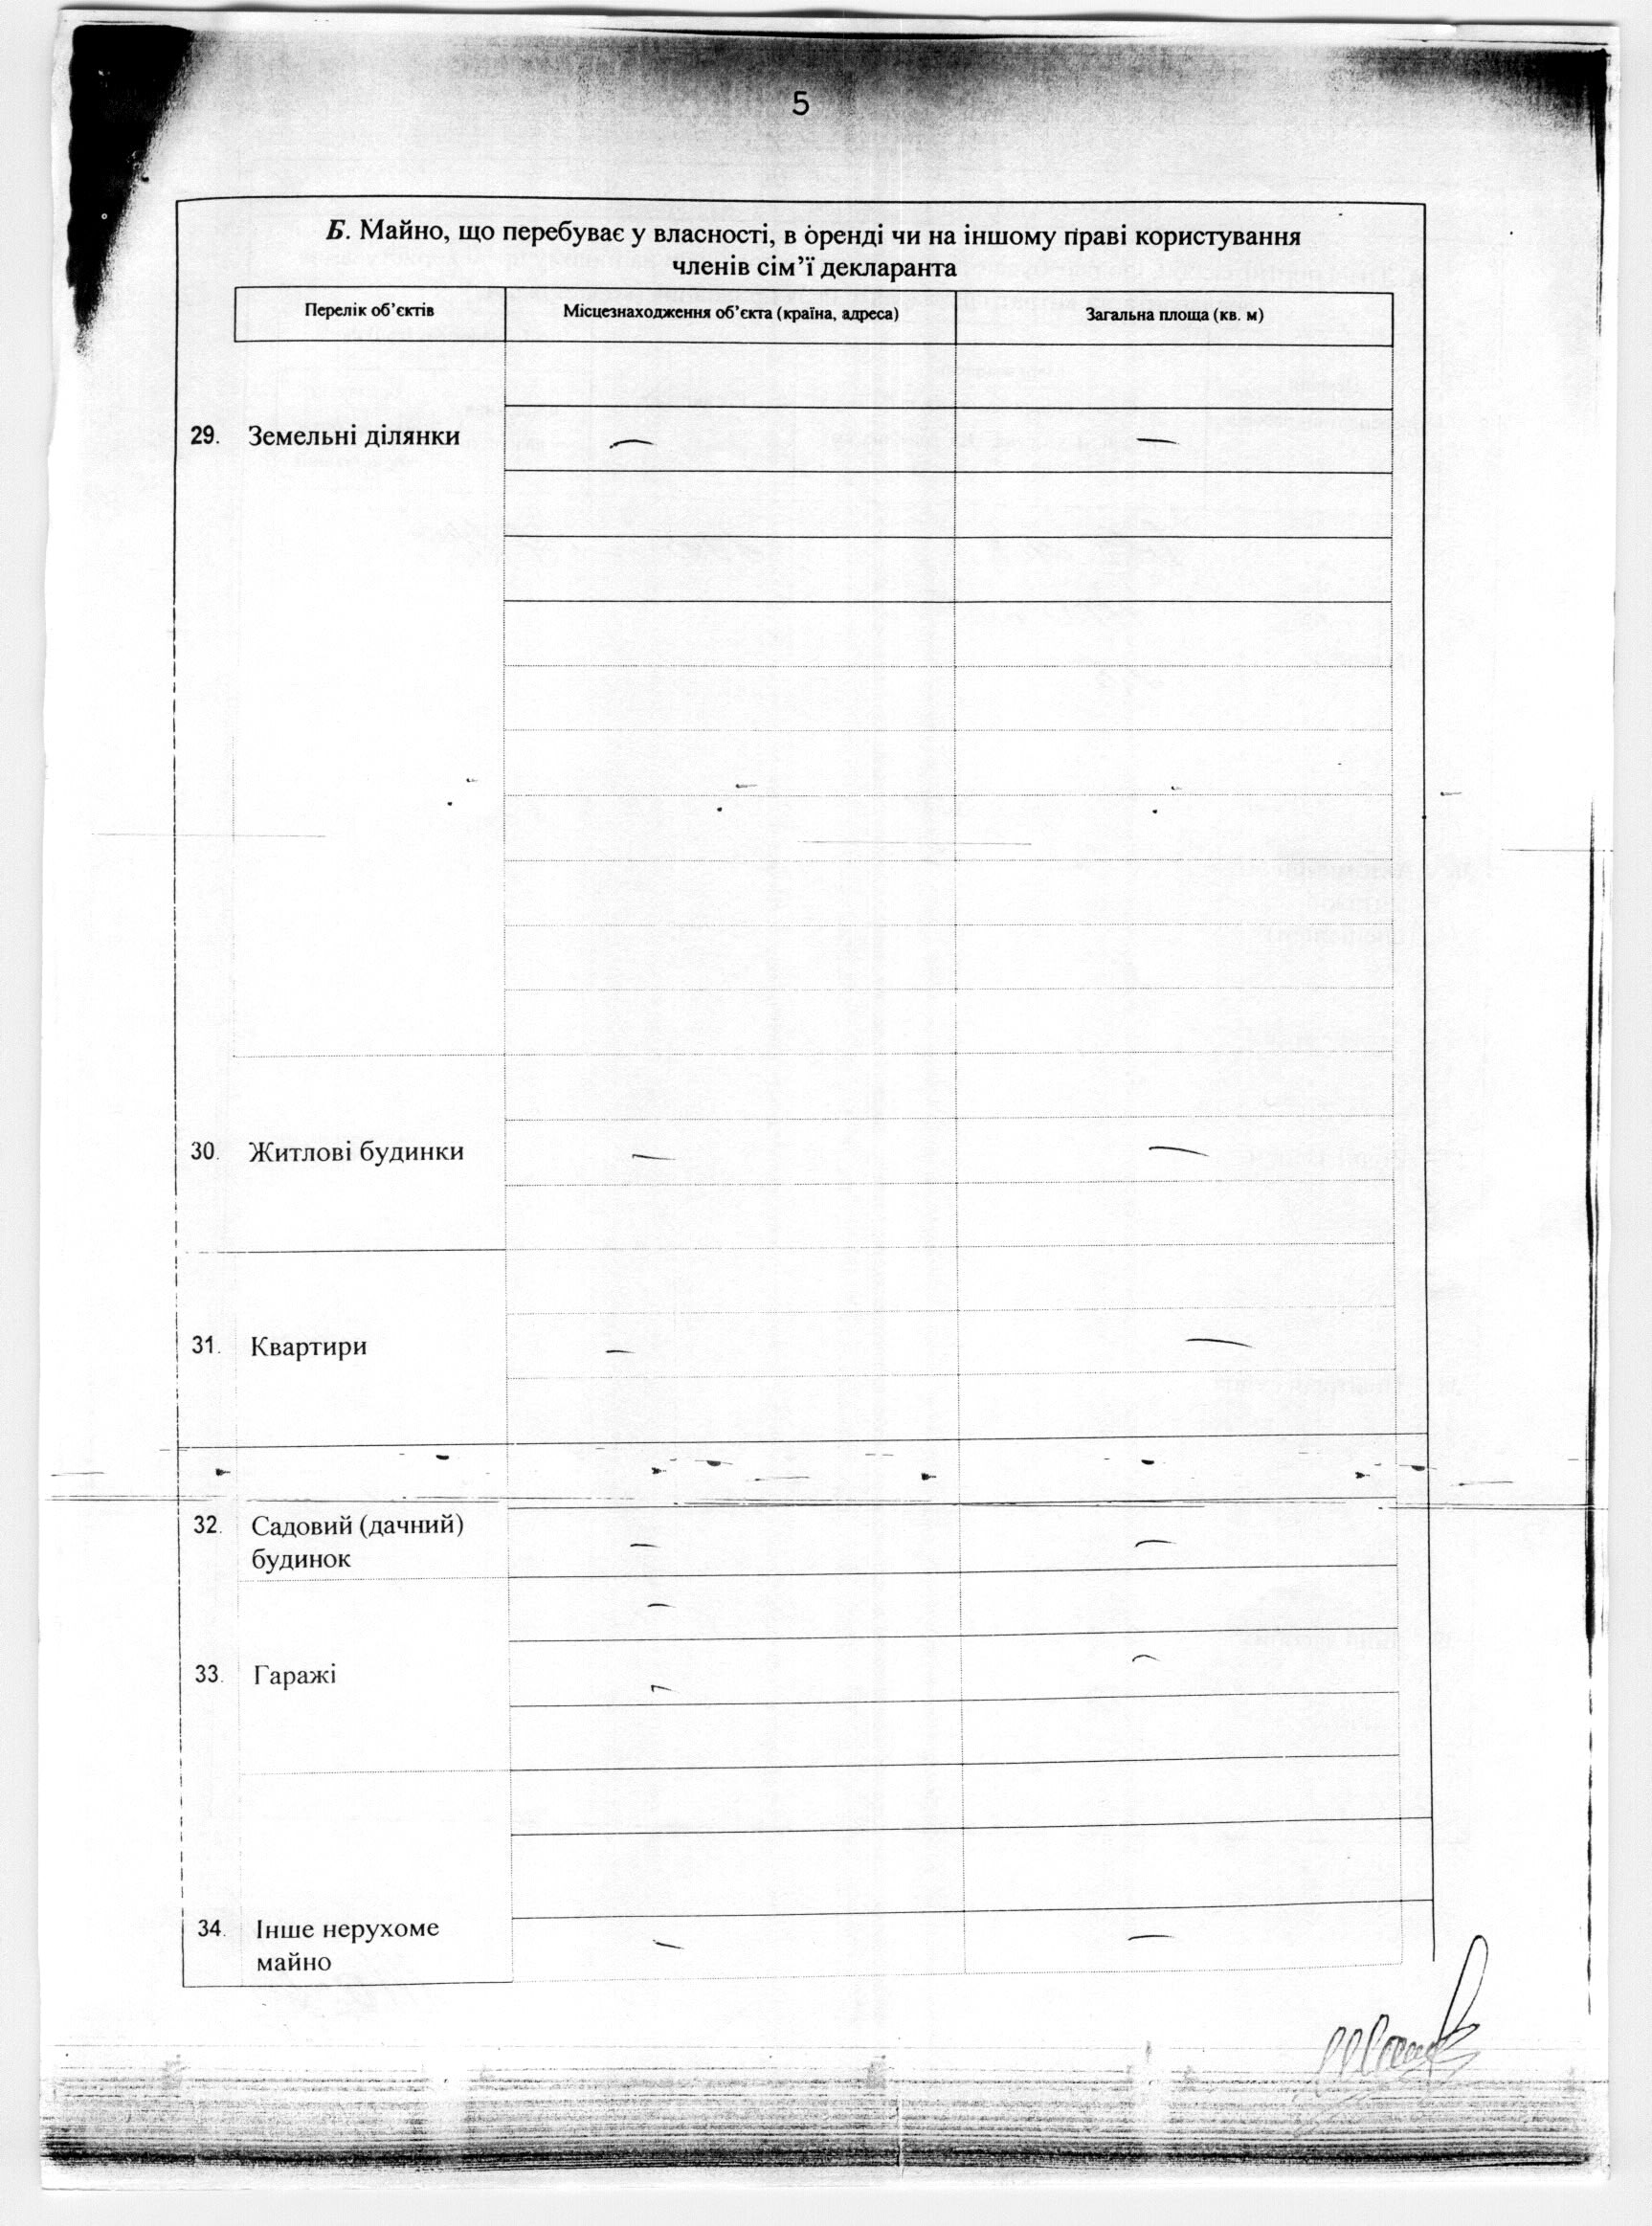 5
Б. Майно, що перебуває у власності, в оренді чи на іншому праві користування
членів сім’ї декларанта
Перелік об’єктів Місцезнаходження об’єкта (країна, адреса) Загальна площа (кв. м)
29. Земельні ділянки — —
30. Житлові будинки — —
31. Квартири — —
32. Садовий (дачний)
будинок — —
—
33. Гаражі — —
34. Інше нерухоме
майно — —